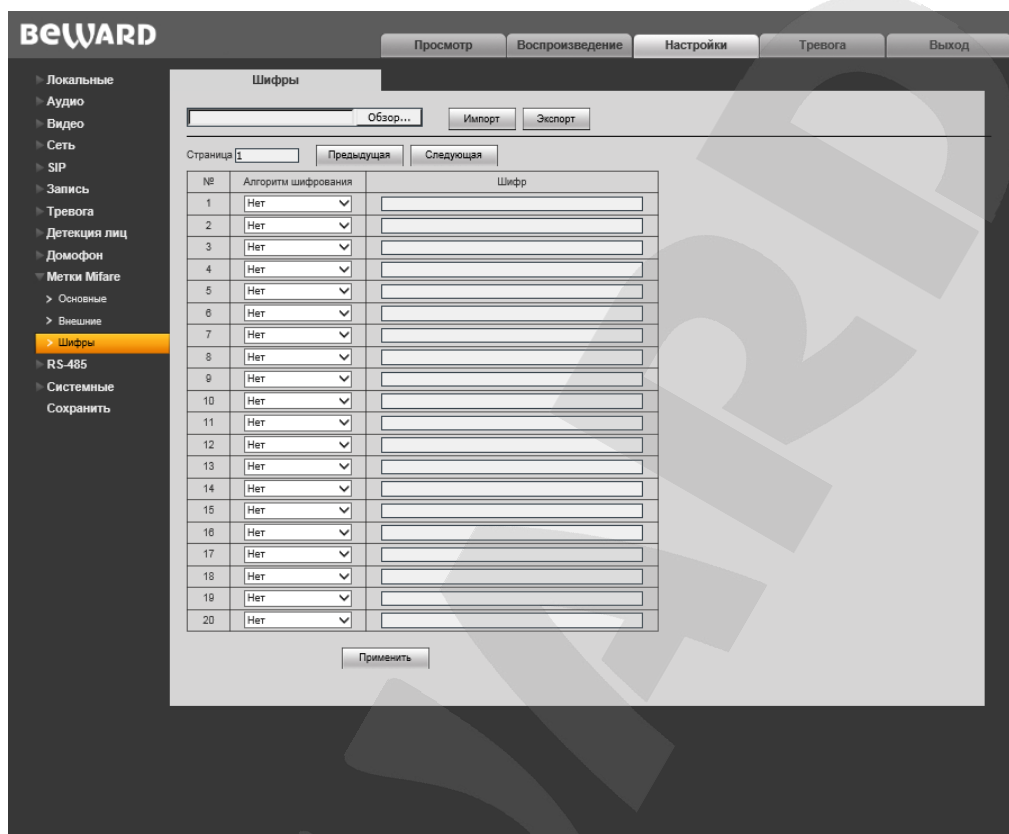 BEWARD
Просмотр Воспроизведение Настройки Тревога Выход
Локальные
Аудио
Видео
Сеть
SIP
Запись
Тревога
Детекция лиц
Домофон
Метки Mifare
> Основные
> Внешние
> Шифры
RS-485
Системные
Сохранить
Шифры
Обзор... Импорт Экспорт
Страница 1 Предыдущая Следующая
№ Алгоритм шифрования Шифр
1 Нет
2 Нет
3 Нет
4 Нет
5 Нет
6 Нет
7 Нет
8 Нет
9 Нет
10 Нет
11 Нет
12 Нет
13 Нет
14 Нет
15 Нет
16 Нет
17 Нет
18 Нет
19 Нет
20 Нет
Применить